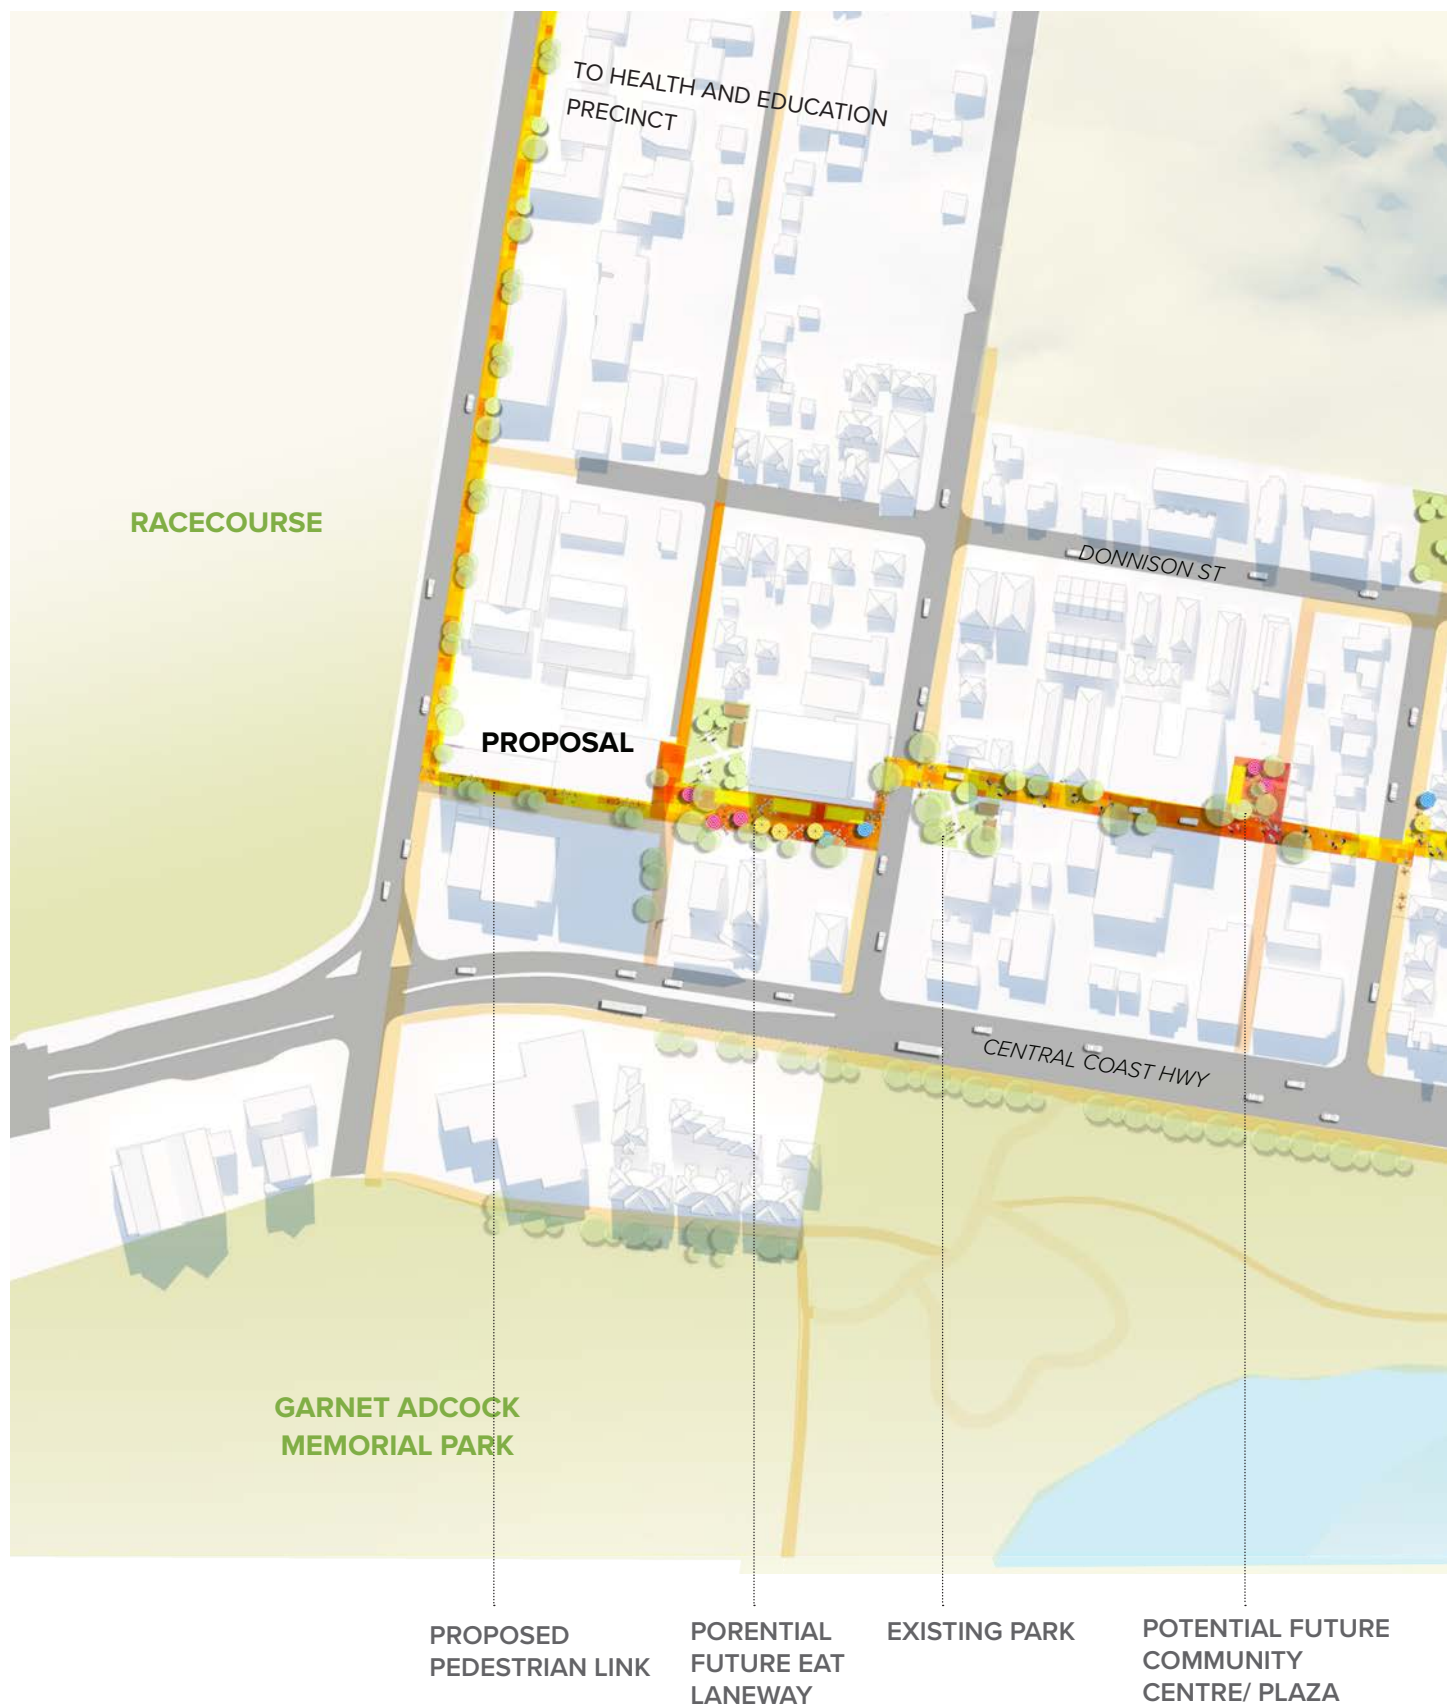 TO HEALTH AND EDUCATION
PRECINCT
RACECOURSE
DONNISON ST
PROPOSAL
CENTRAL COAST HWY
GARNET ADCOCK
MEMORIAL PARK
PROPOSED
PEDESTRIAN LINK
PORENTIAL
FUTURE EAT
LANEWAY
EXISTING PARK
POTENTIAL FUTURE
COMMUNITY
CENTRE/ PLAZA